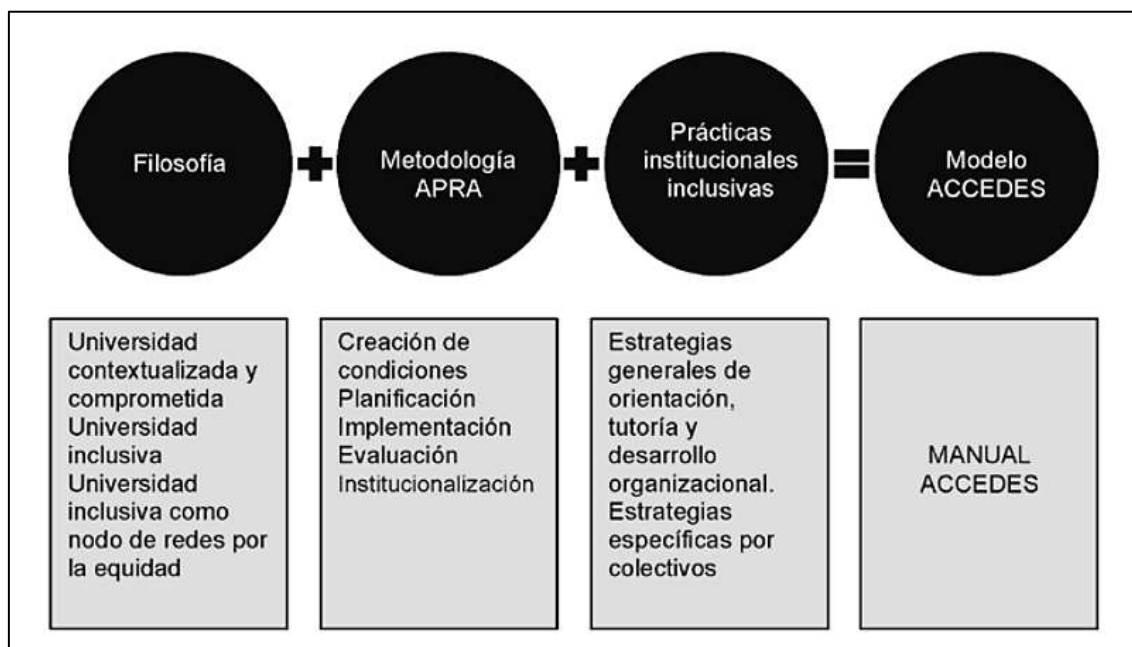 Filosofía
Metodología
APRA
Prácticas
institucionales
inclusivas
Modelo
ACCEDES
Universidad
contextualizada y
comprometida
Universidad
inclusiva
Universidad
inclusiva como
nodo de redes por
la equidad
Creación de
condiciones
Planificación
Implementación
Evaluación
Institucionalización
Estrategias
generales de
orientación,
tutoría y
desarrollo
organizacional.
Estrategias
específicas por
colectivos
MANUAL
ACCEDES